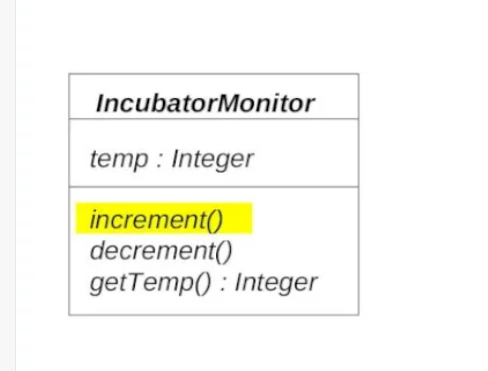 IncubatorMonitor
temp : Integer
increment()
decrement()
getTemp() : Integer